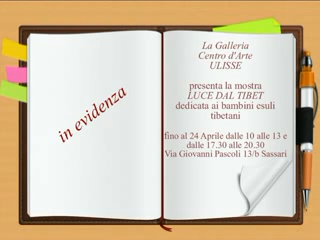 in evidenza
La Galleria
Centro d'Arte
ULISSE
presenta la mostra
LUCE DAL TIBET
dedicata ai bambini esuli
tibetani
fino al 24 Aprile dalle 10 alle 13 e
dalle 17.30 alle 20.30
Via Giovanni Pascoli 13/b Sassari